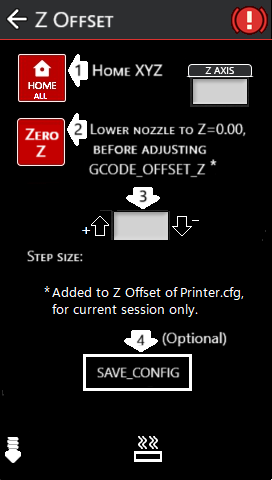 Z Offset
HOME
ALL
1 Home XYZ
Z AXIS
Zero
Z
2 Lower nozzle to Z=0.00,
before adjusting
GCODE_OFFSET_Z *
3
+ −
Step size:
* Added to Z Offset of Printer.cfg,
for current session only.
4 (Optional)
SAVE_CONFIG